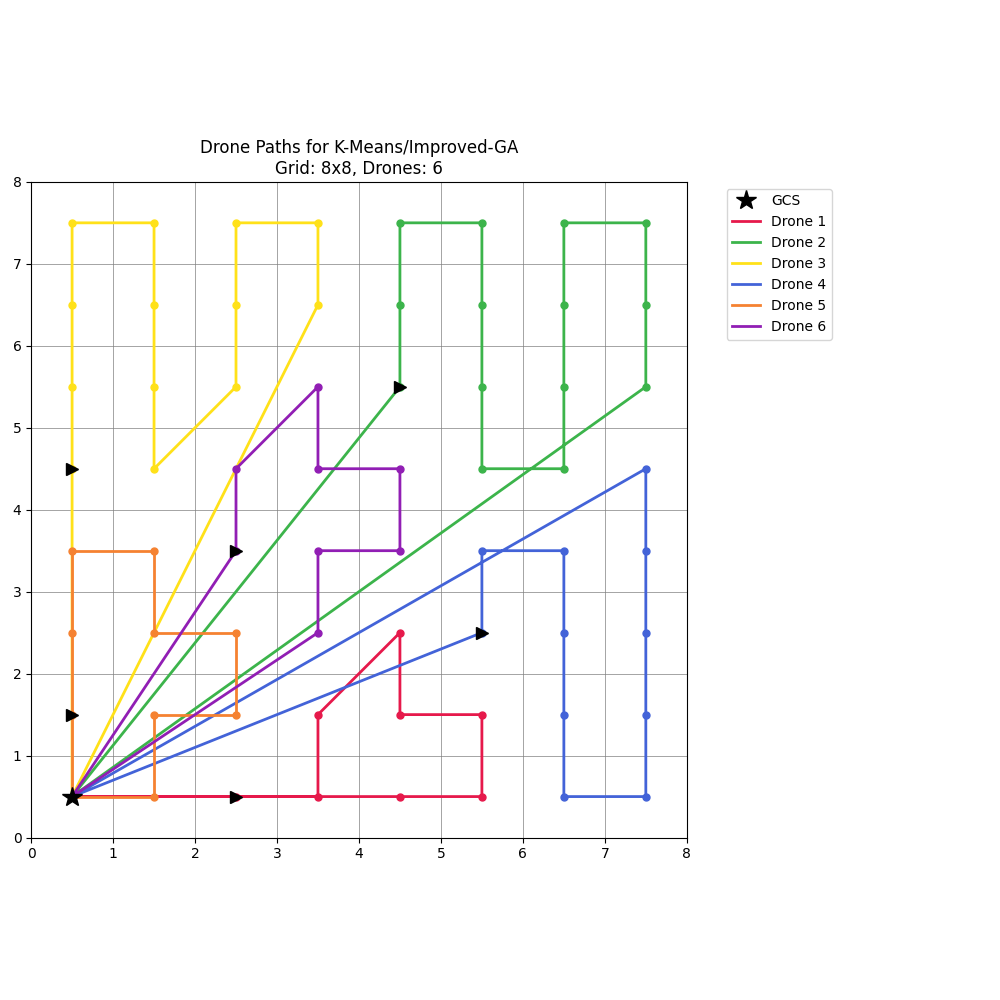 Drone Paths for K-Means/Improved-GA
Grid: 8x8, Drones: 6
8
7
6
5
4
3
2
1
0
0 1 2 3 4 5 6 7 8
GCS
Drone 1
Drone 2
Drone 3
Drone 4
Drone 5
Drone 6